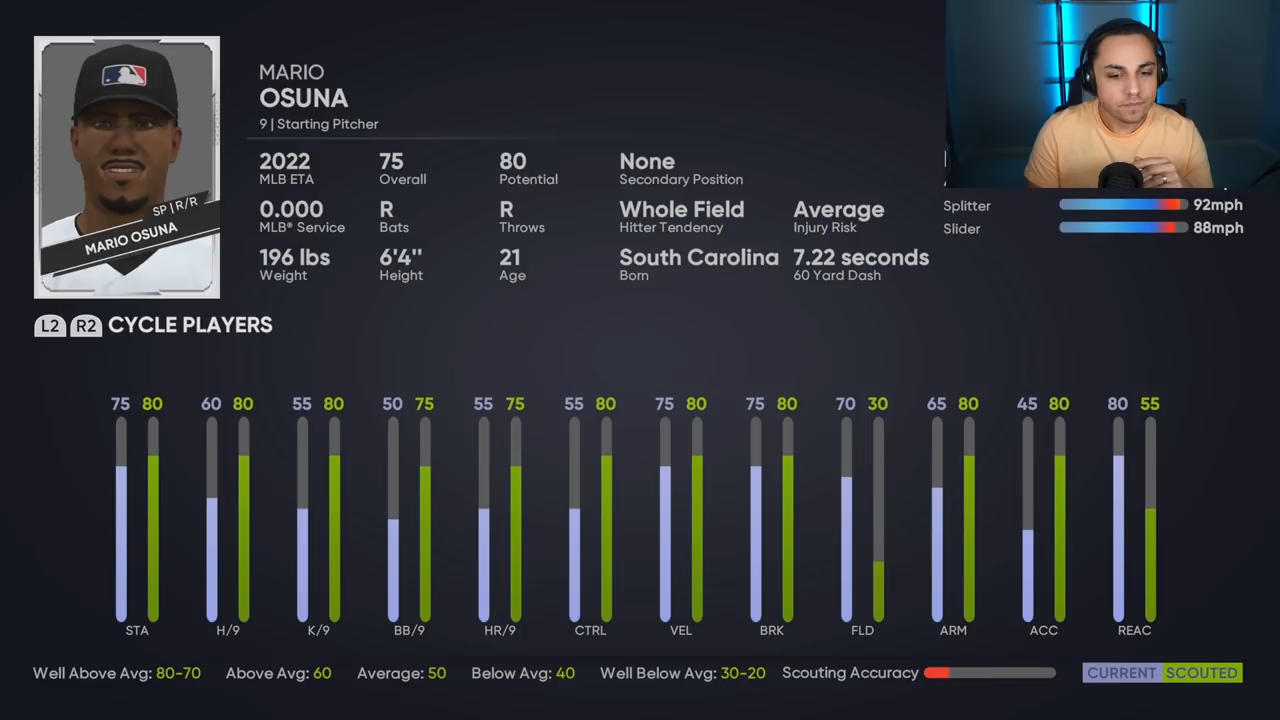 MARIO
OSUNA
9 | Starting Pitcher
2022 75 80 None
MLB ETA Overall Potential Secondary Position
0.000 R R Whole Field Average
MLB® Service Bats Throws Hitter Tendency Injury Risk
196 lbs 6'4" 21 South Carolina 7.22 seconds
Weight Height Age Born 60 Yard Dash
Splitter 92mph
Slider 88mph
SP | R/R
MARIO OSUNA
L2 R2 CYCLE PLAYERS
75 80 60 80 55 80 50 75 55 75 55 80 75 80 75 80 70 30 65 80 45 80 80 55
STA H/9 K/9 BB/9 HR/9 CTRL VEL BRK FLD ARM ACC REAC
Well Above Avg: 80-70 Above Avg: 60 Average: 50 Below Avg: 40 Well Below Avg: 30-20 Scouting Accuracy CURRENT SCOUTED